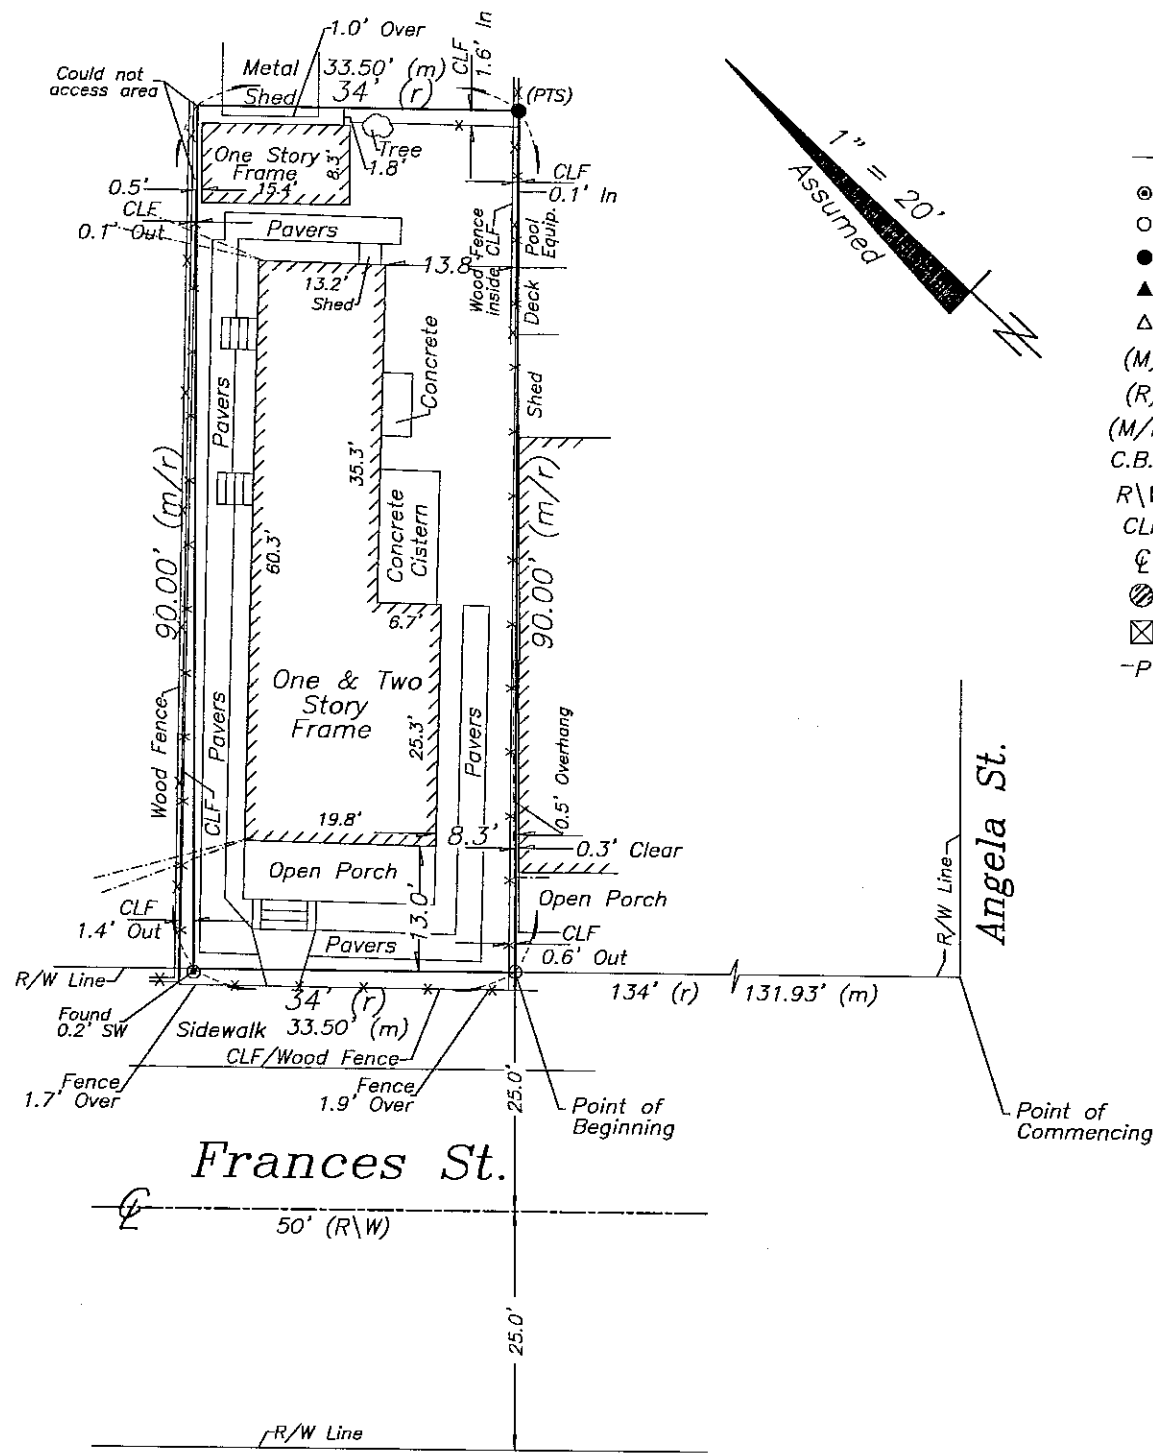 1.0' Over
Could not
access area
Metal
Shed
33.50' (m)
34' (r)
CLF
1.6' In
(PTS)
One Story
Frame
15.4'
8.3'
Tree
1.8'
0.5'
CLF
0.1' In
CLF
0.1' Out
Pavers
13.2'
Shed
13.8
Wood Fence
inside CLF
Pool
Equip.
Deck
1" = 20'
Assumed
N
(M/
(R)
C.B.
R\
CL
℄
-P
Pavers
Concrete
Shed
35.3'
90.00' (m/r)
60.3'
Concrete
Cistern
90.00' (m/r)
6.7'
One & Two
Story
Frame
25.3'
Pavers
Wood Fence
CLF
Pavers
0.5' Overhang
19.8'
8.3'
0.3' Clear
Open Porch
13.0'
Open Porch
CLF
1.4' Out
Pavers
CLF
0.6' Out
R/W Line
Angela St.
R/W Line
34' (r)
134' (r)
131.93' (m)
Found
0.2' SW
Sidewalk 33.50' (m)
CLF/Wood Fence
Fence
1.7' Over
Fence
1.9' Over
25.0'
Point of
Beginning
Point of
Commencing
Frances St.
℄
50' (R\W)
25.0'
R/W Line